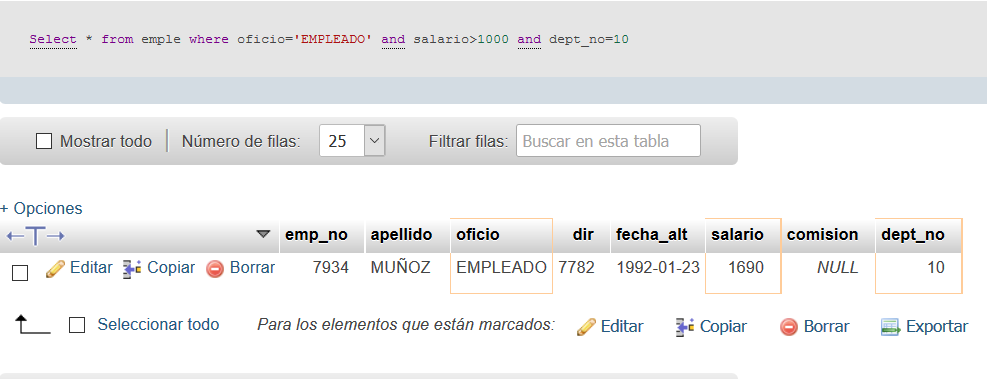 Select * from emple where oficio='EMPLEADO' and salario>1000 and dept_no=10
Mostrar todo Número de filas: 25 Filtrar filas: Buscar en esta tabla
+ Opciones
←T→ emp_no apellido oficio dir fecha_alt salario comision dept_no
Editar Copiar Borrar 7934 MUÑOZ EMPLEADO 7782 1992-01-23 1690 NULL 10
Seleccionar todo Para los elementos que están marcados: Editar Copiar Borrar Exportar